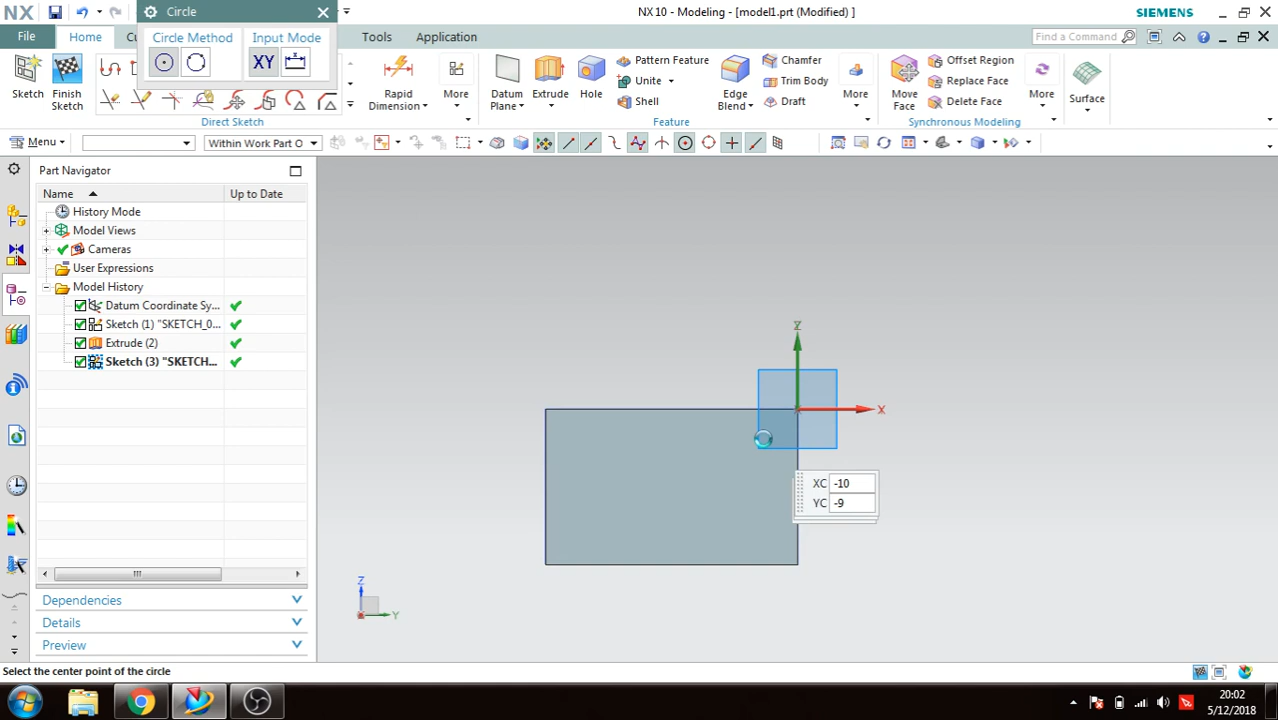 NX
Circle
NX 10 - Modeling - [model1.prt (Modified) ]
SIEMENS
File
Home
Cu
Tools
Application
Find a Command
Circle Method
Input Mode
XY
Sketch
Finish
Sketch
Direct Sketch
Rapid
Dimension
More
Datum
Plane
Extrude
Hole
Pattern Feature
Unite
Shell
Feature
Edge
Blend
Chamfer
Trim Body
Draft
More
Move
Face
Offset Region
Replace Face
Delete Face
Synchronous Modeling
More
Surface
Menu
Within Work Part O
Part Navigator
Name
Up to Date
History Mode
Model Views
Cameras
User Expressions
Model History
Datum Coordinate Sy...
Sketch (1) "SKETCH_0...
Extrude (2)
Sketch (3) "SKETCH...
Dependencies
Details
Preview
Z
X
XC -10
YC -9
Z
Y
Select the center point of the circle
20:02
5/12/2018